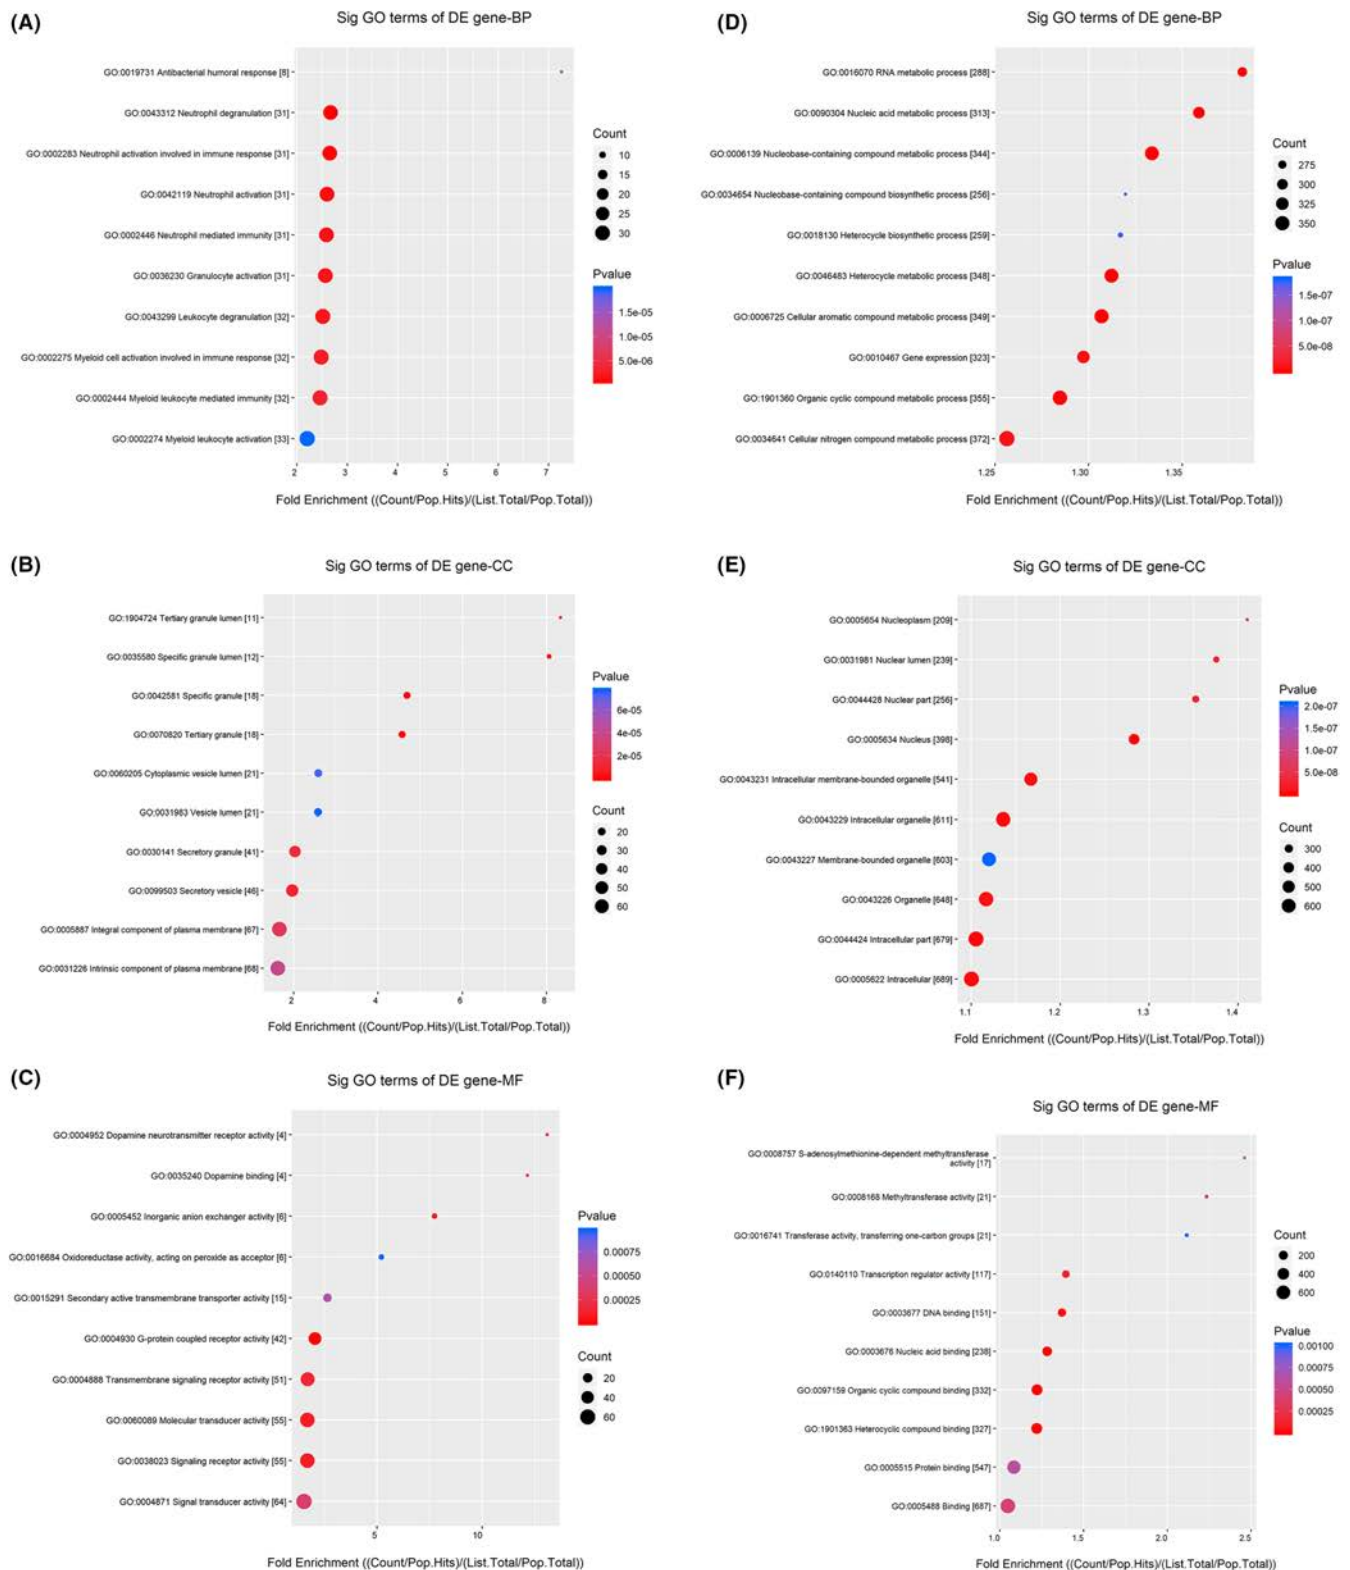 (A)
Sig GO terms of DE gene-BP
GO:0019731 Antibacterial humoral response [8]
GO:0043312 Neutrophil degranulation [31]
GO:0002283 Neutrophil activation involved in immune response [31]
GO:0042119 Neutrophil activation [31]
GO:0002446 Neutrophil mediated immunity [31]
GO:0036230 Granulocyte activation [31]
GO:0043299 Leukocyte degranulation [32]
GO:0002275 Myeloid cell activation involved in immune response [32]
GO:0002444 Myeloid leukocyte mediated immunity [32]
GO:0002274 Myeloid leukocyte activation [33]
2 3 4 5 6 7
Fold Enrichment ((Count/Pop.Hits)/(List.Total/Pop.Total))
Count
10
15
20
25
30
Pvalue
1.5e-05
1.0e-05
5.0e-06
(D)
Sig GO terms of DE gene-BP
GO:0016070 RNA metabolic process [288]
GO:0090304 Nucleic acid metabolic process [313]
GO:0006139 Nucleobase-containing compound metabolic process [344]
GO:0034654 Nucleobase-containing compound biosynthetic process [256]
GO:0018130 Heterocycle biosynthetic process [259]
GO:0046483 Heterocycle metabolic process [348]
GO:0006725 Cellular aromatic compound metabolic process [349]
GO:0010467 Gene expression [323]
GO:1901360 Organic cyclic compound metabolic process [355]
GO:0034641 Cellular nitrogen compound metabolic process [372]
1.25 1.30 1.35
Fold Enrichment ((Count/Pop.Hits)/(List.Total/Pop.Total))
Count
275
300
325
350
Pvalue
1.5e-07
1.0e-07
5.0e-08
(B)
Sig GO terms of DE gene-CC
GO:1904724 Tertiary granule lumen [11]
GO:0035580 Specific granule lumen [12]
GO:0042581 Specific granule [18]
GO:0070820 Tertiary granule [18]
GO:0060205 Cytoplasmic vesicle lumen [21]
GO:0031983 Vesicle lumen [21]
GO:0030141 Secretory granule [41]
GO:0099503 Secretory vesicle [46]
GO:0005887 Integral component of plasma membrane [67]
GO:0031226 Intrinsic component of plasma membrane [68]
2 4 6 8
Fold Enrichment ((Count/Pop.Hits)/(List.Total/Pop.Total))
Pvalue
6e-05
4e-05
2e-05
Count
20
30
40
50
60
(E)
Sig GO terms of DE gene-CC
GO:0005654 Nucleoplasm [209]
GO:0031981 Nuclear lumen [239]
GO:0044428 Nuclear part [256]
GO:0005634 Nucleus [398]
GO:0043231 Intracellular membrane-bounded organelle [541]
GO:0043229 Intracellular organelle [611]
GO:0043227 Membrane-bounded organelle [603]
GO:0043226 Organelle [648]
GO:0044424 Intracellular part [679]
GO:0005622 Intracellular [689]
1.1 1.2 1.3 1.4
Fold Enrichment ((Count/Pop.Hits)/(List.Total/Pop.Total))
Pvalue
2.0e-07
1.5e-07
1.0e-07
5.0e-08
Count
300
400
500
600
(C)
Sig GO terms of DE gene-MF
GO:0004952 Dopamine neurotransmitter receptor activity [4]
GO:0035240 Dopamine binding [4]
GO:0005452 Inorganic anion exchanger activity [6]
GO:0016684 Oxidoreductase activity, acting on peroxide as acceptor [6]
GO:0015291 Secondary active transmembrane transporter activity [15]
GO:0004930 G-protein coupled receptor activity [42]
GO:0004888 Transmembrane signaling receptor activity [51]
GO:0060089 Molecular transducer activity [55]
GO:0038023 Signaling receptor activity [55]
GO:0004871 Signal transducer activity [64]
5 10
Fold Enrichment ((Count/Pop.Hits)/(List.Total/Pop.Total))
Pvalue
0.00075
0.00050
0.00025
Count
20
40
60
(F)
Sig GO terms of DE gene-MF
GO:0008757 S-adenosylmethionine-dependent methyltransferase
activity [17]
GO:0008168 Methyltransferase activity [21]
GO:0016741 Transferase activity, transferring one-carbon groups [21]
GO:0140110 Transcription regulator activity [117]
GO:0003677 DNA binding [151]
GO:0003676 Nucleic acid binding [238]
GO:0097159 Organic cyclic compound binding [332]
GO:1901363 Heterocyclic compound binding [327]
GO:0005515 Protein binding [547]
GO:0005488 Binding [687]
1.0 1.5 2.0 2.5
Fold Enrichment ((Count/Pop.Hits)/(List.Total/Pop.Total))
Count
200
400
600
Pvalue
0.00100
0.00075
0.00050
0.00025